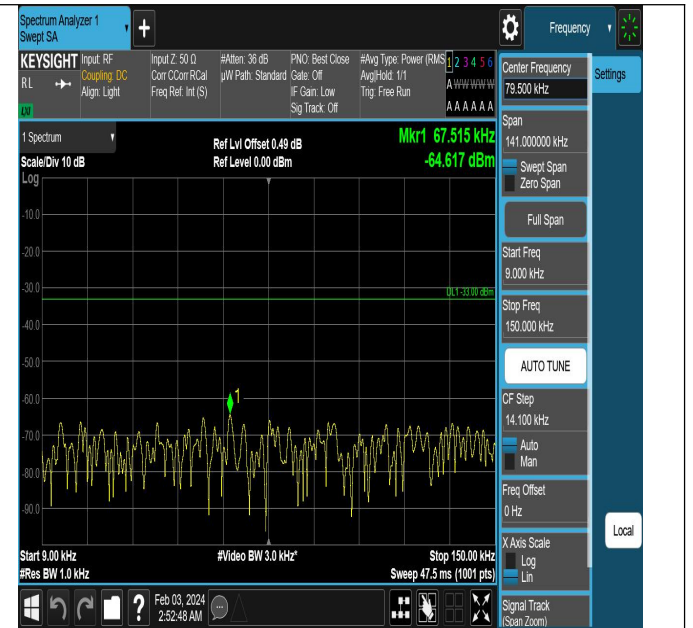 Spectrum Analyzer 1
Swept SA
+
Frequency
KEYSIGHT
RL
Input: RF
Coupling: DC
Align: Light
Input Z: 50 Ω
Corr CCorr RCal
Freq Ref: Int (S)
#Atten: 36 dB
µW Path: Standard
PNO: Best Close
Gate: Off
IF Gain: Low
Sig Track: Off
#Avg Type: Power (RMS
Avg|Hold: 1/1
Trig: Free Run
1 2 3 4 5 6
A W W W W W
A A A A A A
1 Spectrum
Scale/Div 10 dB
Ref Lvl Offset 0.49 dB
Ref Level 0.00 dBm
Mkr1 67.515 kHz
-64.617 dBm
Log
-10.0
-20.0
-30.0
DL1 -33.00 dBm
-40.0
-50.0
-60.0
1
-70.0
-80.0
-90.0
Start 9.00 kHz
#Res BW 1.0 kHz
#Video BW 3.0 kHz*
Stop 150.00 kHz
Sweep 47.5 ms (1001 pts)
?
Feb 03, 2024
2:52:48 AM
Center Frequency
79.500 kHz
Settings
Span
141.000000 kHz
Swept Span
Zero Span
Full Span
Start Freq
9.000 kHz
Stop Freq
150.000 kHz
AUTO TUNE
CF Step
14.100 kHz
Auto
Man
Freq Offset
0 Hz
X Axis Scale
Log
Lin
Local
Signal Track
(Span Zoom)